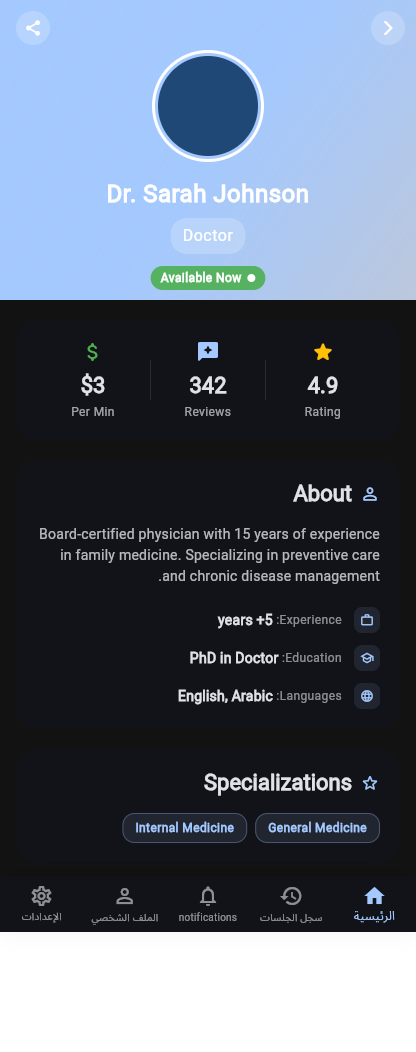 Dr. Sarah Johnson
Doctor
Available Now
$3
342
4.9
Per Min
Reviews
Rating
About
Board-certified physician with 15 years of experience
in family medicine. Specializing in preventive care
.and chronic disease management
years +5 :Experience
PhD in Doctor :Education
English, Arabic :Languages
Specializations
Internal Medicine
General Medicine
الإعدادات
الملف الشخصي
notifications
سجل الجلسات
الرئيسية